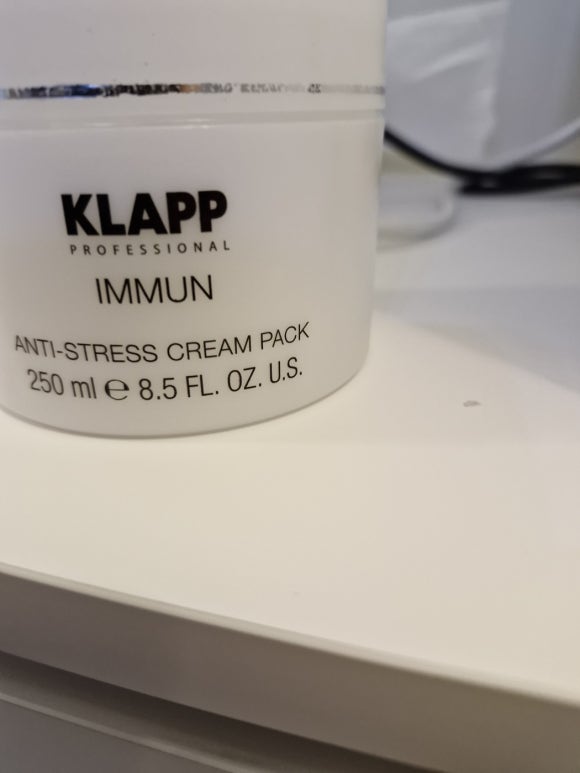 KLAPP
PROFESSIONAL
IMMUN
ANTI-STRESS CREAM PACK
250 ml ℮ 8.5 FL. OZ. U.S.